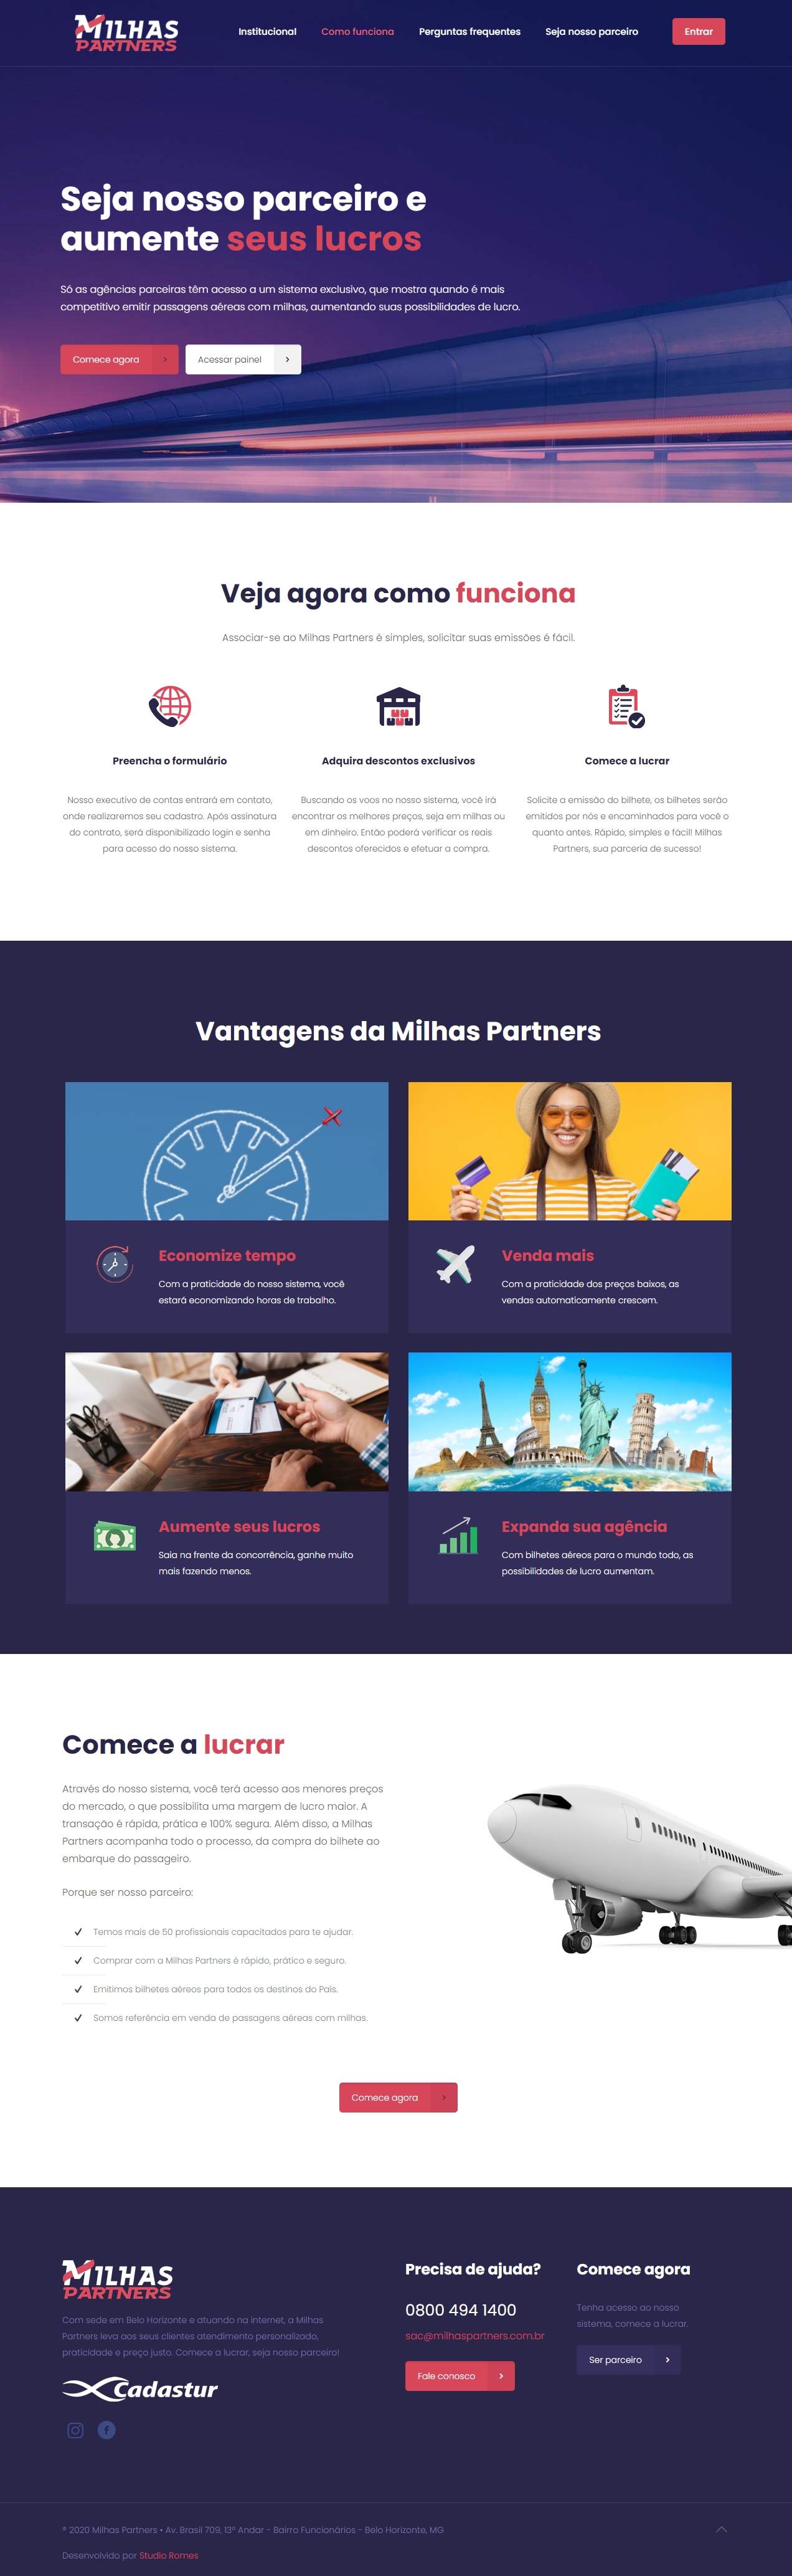 MILHAS
PARTNERS
Institucional
Como funciona
Perguntas frequentes
Seja nosso parceiro
Entrar
Seja nosso parceiro e
aumente seus lucros
Só as agências parceiras têm acesso a um sistema exclusivo, que mostra quando é mais
competitivo emitir passagens aéreas com milhas, aumentando suas possibilidades de lucro.
Comece agora
Acessar painel
Veja agora como funciona
Associar-se ao Milhas Partners é simples, solicitar suas emissões é fácil.
Preencha o formulário
Nosso executivo de contas entrará em contato,
onde realizaremos seu cadastro. Após assinatura
do contrato, será disponibilizado login e senha
para acesso do nosso sistema.
Adquira descontos exclusivos
Buscando os voos no nosso sistema, você irá
encontrar os melhores preços, seja em milhas ou
em dinheiro. Então poderá verificar os reais
descontos oferecidos e efetuar a compra.
Comece a lucrar
Solicite a emissão do bilhete, os bilhetes serão
emitidos por nós e encaminhados para você o
quanto antes. Rápido, simples e fácil! Milhas
Partners, sua parceria de sucesso!
Vantagens da Milhas Partners
Economize tempo
Com a praticidade do nosso sistema, você
estará economizando horas de trabalho.
Venda mais
Com a praticidade dos preços baixos, as
vendas automaticamente crescem.
Aumente seus lucros
Saia na frente da concorrência, ganhe muito
mais fazendo menos.
Expanda sua agência
Com bilhetes aéreos para o mundo todo, as
possibilidades de lucro aumentam.
Comece a lucrar
Através do nosso sistema, você terá acesso aos menores preços
do mercado, o que possibilita uma margem de lucro maior. A
transação é rápida, prática e 100% segura. Além disso, a Milhas
Partners acompanha todo o processo, da compra do bilhete ao
embarque do passageiro.
Porque ser nosso parceiro:
Temos mais de 50 profissionais capacitados para te ajudar.
Comprar com a Milhas Partners é rápido, prático e seguro.
Emitimos bilhetes aéreos para todos os destinos do País.
Somos referência em venda de passagens aéreas com milhas.
Comece agora
MILHAS
PARTNERS
Com sede em Belo Horizonte e atuando na internet, a Milhas
Partners leva aos seus clientes atendimento personalizado,
praticidade e preço justo. Comece a lucrar, seja nosso parceiro!
Cadastur
Precisa de ajuda?
0800 494 1400
sac@milhaspartners.com.br
Fale conosco
Comece agora
Tenha acesso ao nosso
sistema, comece a lucrar.
Ser parceiro
® 2020 Milhas Partners • Av. Brasil 709, 13º Andar - Bairro Funcionários - Belo Horizonte, MG
Desenvolvido por Studio Romes